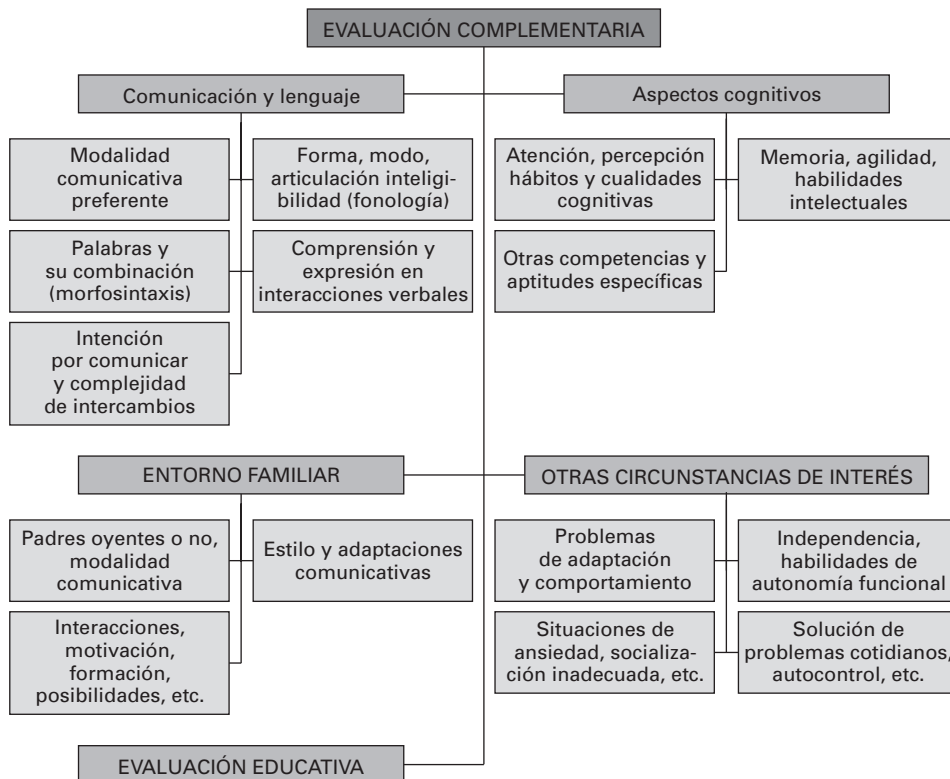 EVALUACIÓN COMPLEMENTARIA
Comunicación y lenguaje
Modalidad
comunicativa
preferente
Forma, modo,
articulación inteligi-
bilidad (fonología)
Palabras y
su combinación
(morfosintaxis)
Comprensión y
expresión en
interacciones verbales
Intención
por comunicar
y complejidad
de intercambios
Aspectos cognitivos
Atención, percepción
hábitos y cualidades
cognitivas
Memoria, agilidad,
habilidades
intelectuales
Otras competencias y
aptitudes específicas
ENTORNO FAMILIAR
Padres oyentes o no,
modalidad
comunicativa
Estilo y adaptaciones
comunicativas
Interacciones,
motivación,
formación,
posibilidades, etc.
OTRAS CIRCUNSTANCIAS DE INTERÉS
Problemas
de adaptación
y comportamiento
Independencia,
habilidades de
autonomía funcional
Situaciones de
ansiedad, socializa-
ción inadecuada, etc.
Solución de
problemas cotidianos,
autocontrol, etc.
EVALUACIÓN EDUCATIVA